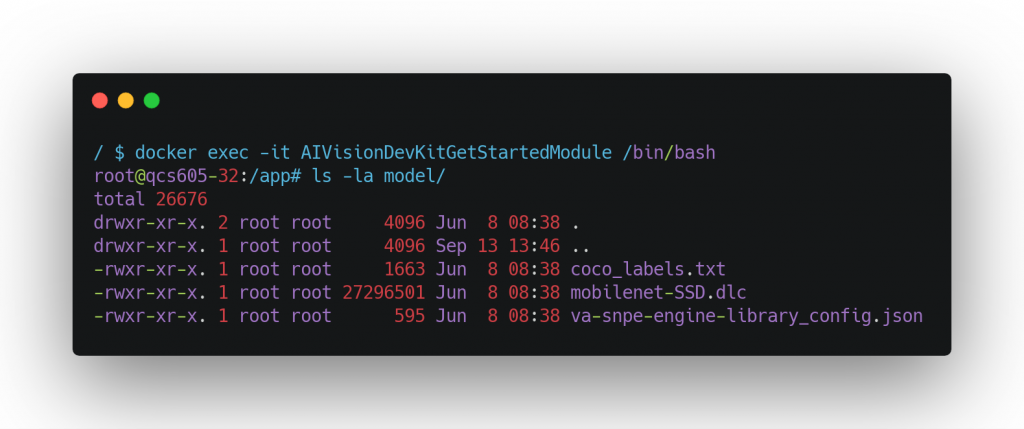 / $ docker exec -it AIVisionDevKitGetStartedModule /bin/bash
root@qcs605-32:/app# ls -la model/
total 26676
drwxr-xr-x. 2 root root     4096 Jun  8 08:38 .
drwxr-xr-x. 1 root root     4096 Sep 13 13:46 ..
-rwxr-xr-x. 1 root root     1663 Jun  8 08:38 coco_labels.txt
-rwxr-xr-x. 1 root root 27296501 Jun  8 08:38 mobilenet-SSD.dlc
-rwxr-xr-x. 1 root root      595 Jun  8 08:38 va-snpe-engine-library_config.json